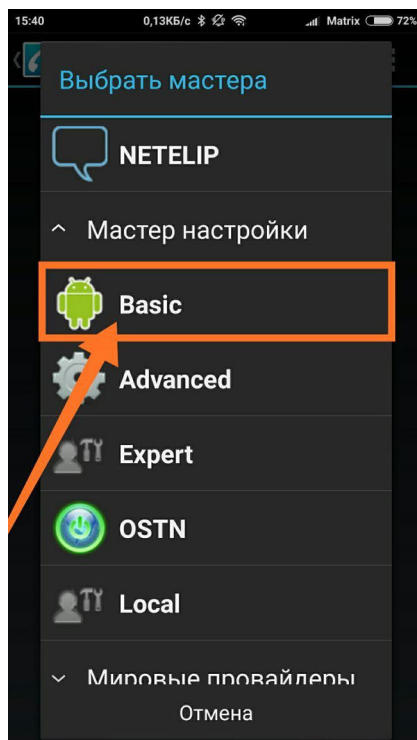 15:40 0,13КБ/с Matrix 72%
Выбрать мастера
NETELIP
Мастер настройки
Basic
Advanced
Expert
OSTN
Local
Мировые провайдеры
Отмена